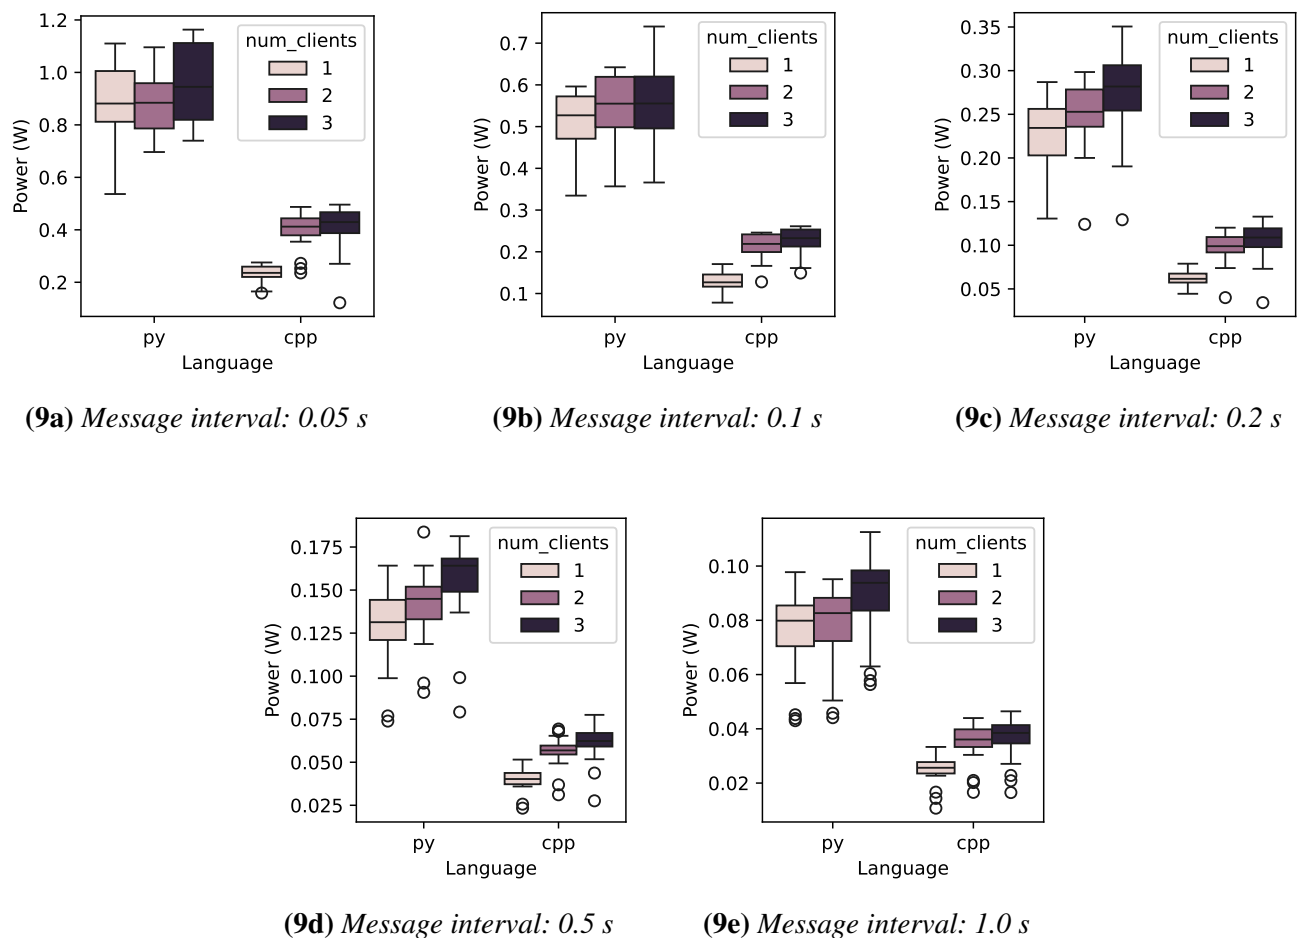 1.2
1.0
0.8
0.6
0.4
0.2
Power (W)
num_clients
1
2
3
py
cpp
Language
(9a) Message interval: 0.05 s
0.7
0.6
0.5
0.4
0.3
0.2
0.1
Power (W)
num_clients
1
2
3
py
cpp
Language
(9b) Message interval: 0.1 s
0.35
0.30
0.25
0.20
0.15
0.10
0.05
Power (W)
num_clients
1
2
3
py
cpp
Language
(9c) Message interval: 0.2 s
0.175
0.150
0.125
0.100
0.075
0.050
0.025
Power (W)
num_clients
1
2
3
py
cpp
Language
(9d) Message interval: 0.5 s
0.10
0.08
0.06
0.04
0.02
Power (W)
num_clients
1
2
3
py
cpp
Language
(9e) Message interval: 1.0 s